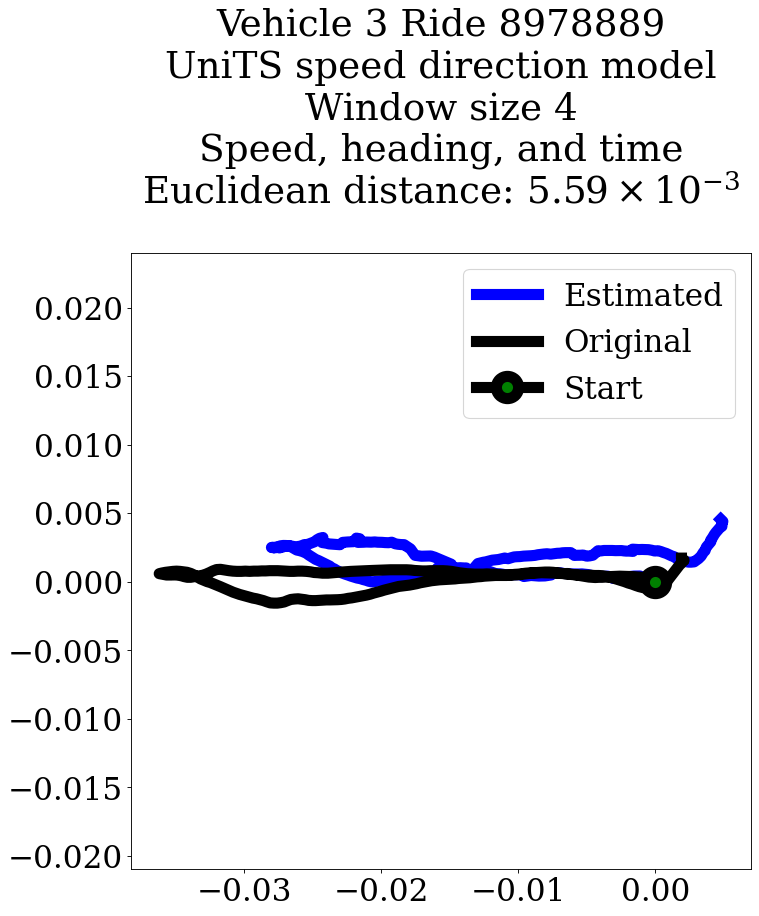 Vehicle 3 Ride 8978889
UniTS speed direction model
Window size 4
Speed, heading, and time
Euclidean distance: 5.59 × 10⁻³
Estimated
Original
Start
0.020
0.015
0.010
0.005
0.000
−0.005
−0.010
−0.015
−0.020
−0.03 −0.02 −0.01 0.00